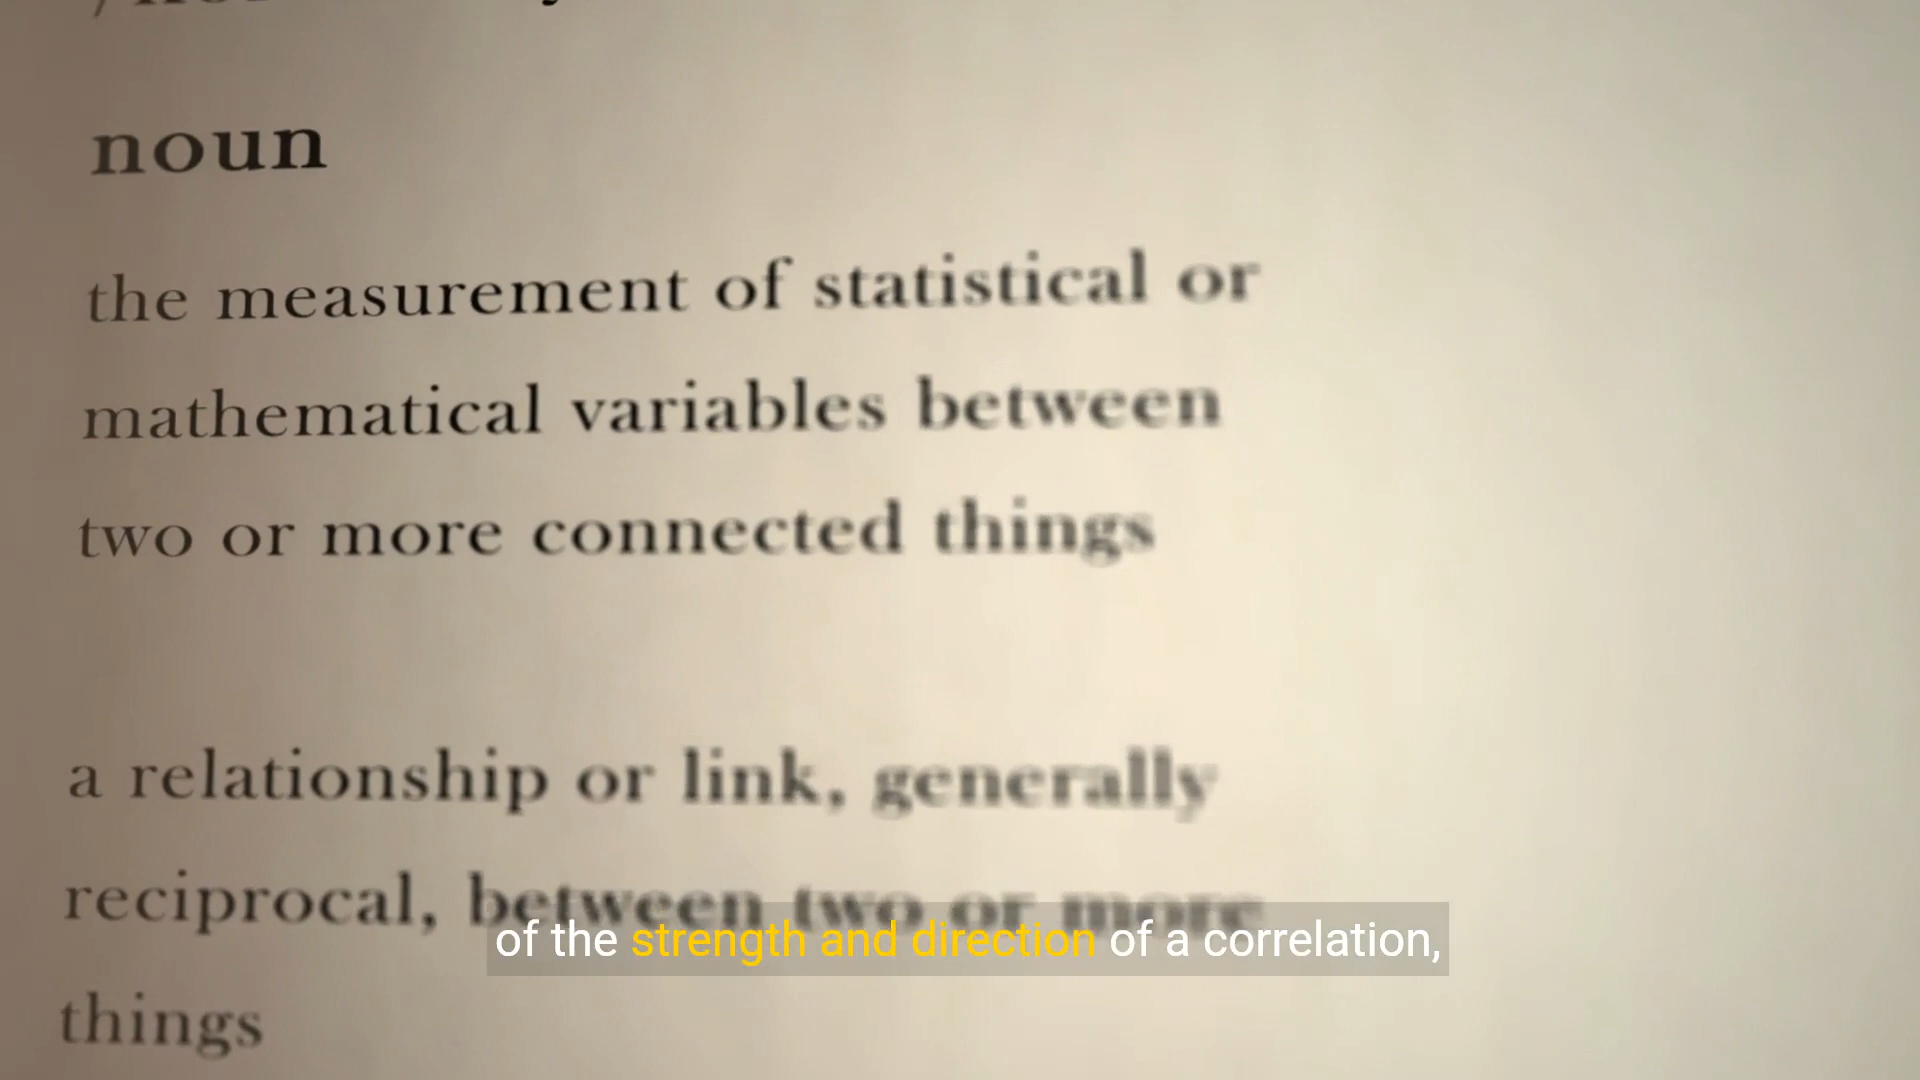 noun
the measurement of statistical or
mathematical variables between
two or more connected things
a relationship or link, generally
reciprocal, between two or more
of the strength and direction of a correlation,
things